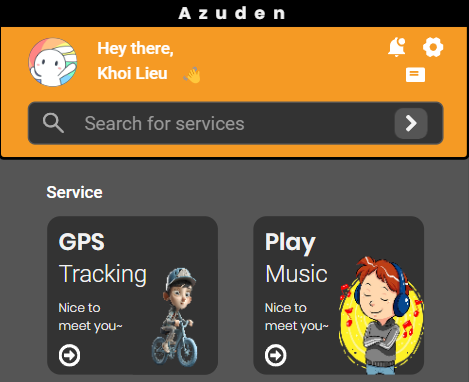 Azuden
Hey there,
Khoi Lieu 👋
Search for services
Service
GPS
Tracking
Nice to
meet you~
Play
Music
Nice to
meet you~